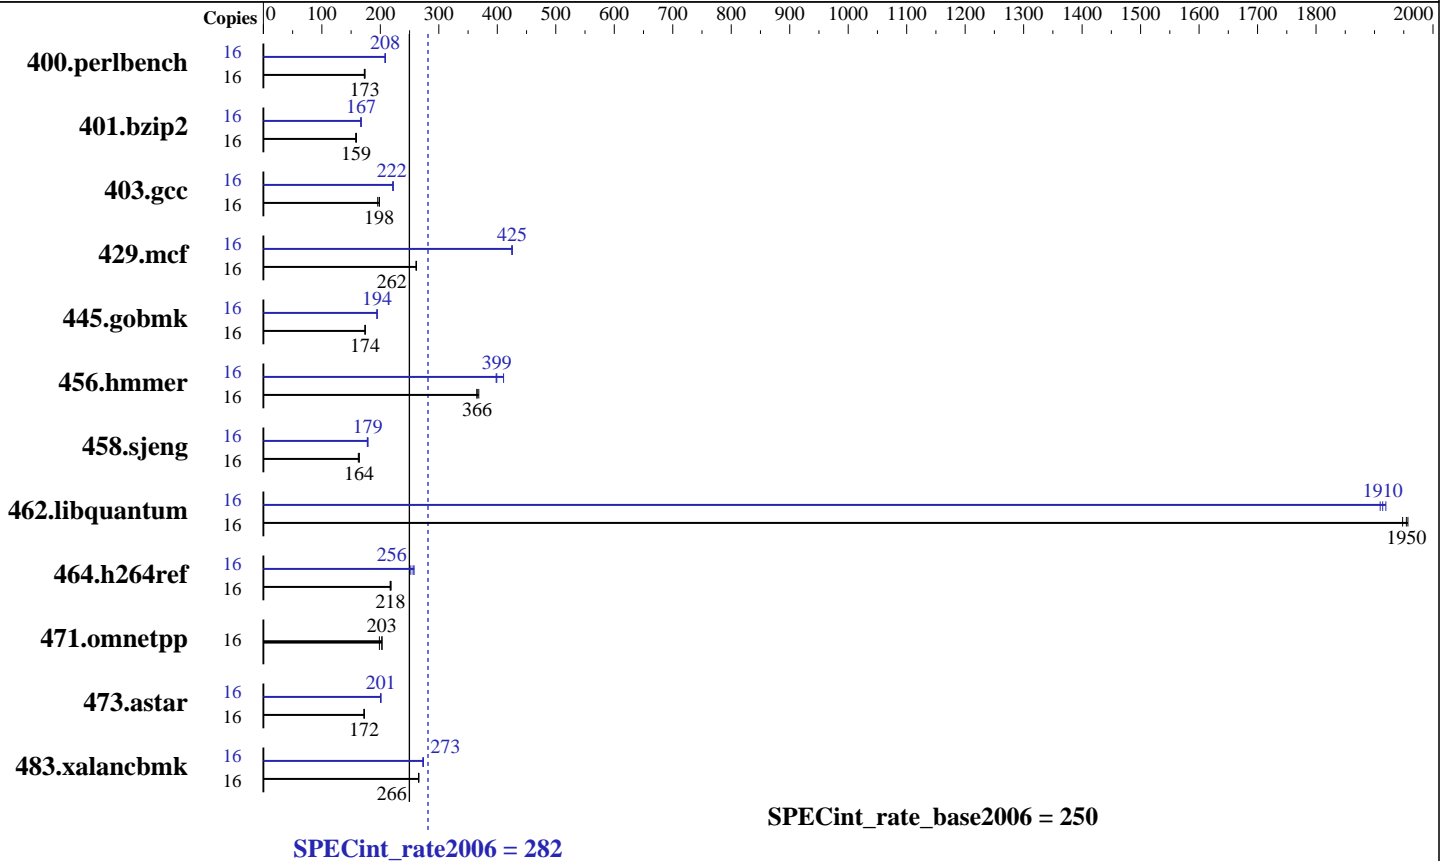 Copies 0 100 200 300 400 500 600 700 800 900 1000 1100 1200 1300 1400 1500 1600 1700 1800 2000
208
400.perlbench 16
16
173
167
401.bzip2 16
16
159
222
403.gcc 16
16
198
425
429.mcf 16
16
262
194
445.gobmk 16
16
174
399
456.hmmer 16
16
366
179
458.sjeng 16
16
164
1910
462.libquantum 16
16
1950
256
464.h264ref 16
16
218
203
471.omnetpp 16
201
473.astar 16
16
172
273
483.xalancbmk 16
16
266
SPECint_rate_base2006 = 250
SPECint_rate2006 = 282